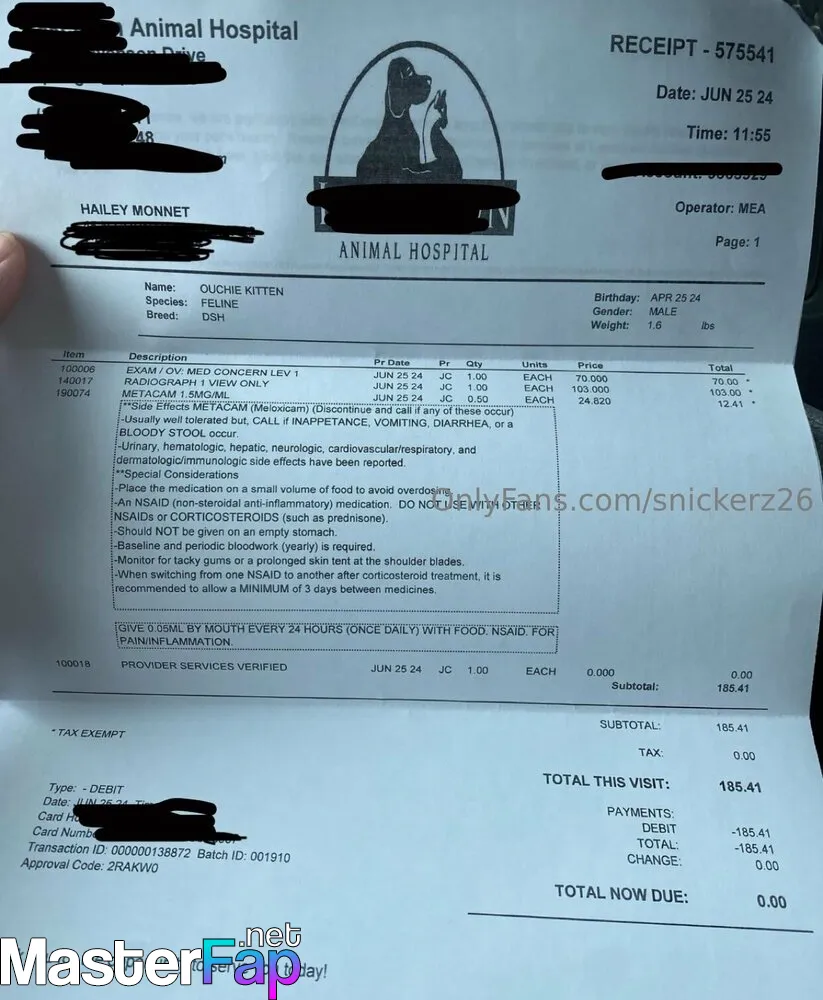 Animal Hospital
Drive
48
RECEIPT - 575541
Date: JUN 25 24
Time: 11:55
Operator: MEA
Page: 1
HAILEY MONNET
ANIMAL HOSPITAL
Name: OUCHIE KITTEN
Species: FELINE
Breed: DSH
Birthday: APR 25 24
Gender: MALE
Weight: 1.6 lbs
Item Description Pr Date Pr Qty Units Price Total
100006 EXAM / OV: MED CONCERN LEV 1 JUN 25 24 JC 1.00 EACH 70.000 70.00 *
140017 RADIOGRAPH 1 VIEW ONLY JUN 25 24 JC 1.00 EACH 103.000 103.00 *
190074 METACAM 1.5MG/ML JUN 25 24 JC 0.50 EACH 24.820 12.41 *
**Side Effects METACAM (Meloxicam) (Discontinue and call if any of these occur)
-Usually well tolerated but, CALL if INAPPETANCE, VOMITING, DIARRHEA, or a
BLOODY STOOL occur.
-Urinary, hematologic, hepatic, neurologic, cardiovascular/respiratory, and
dermatologic/immunologic side effects have been reported.
**Special Considerations
-Place the medication on a small volume of food to avoid overdosing.
-An NSAID (non-steroidal anti-inflammatory) medication. DO NOT USE WITH OTHER
NSAIDs or CORTICOSTEROIDS (such as prednisone).
-Should NOT be given on an empty stomach.
-Baseline and periodic bloodwork (yearly) is required.
-Monitor for tacky gums or a prolonged skin tent at the shoulder blades.
-When switching from one NSAID to another after corticosteroid treatment, it is
recommended to allow a MINIMUM of 3 days between medicines.
OnlyFans.com/snickerz26
GIVE 0.05ML BY MOUTH EVERY 24 HOURS (ONCE DAILY) WITH FOOD. NSAID. FOR
PAIN/INFLAMMATION.
100018 PROVIDER SERVICES VERIFIED JUN 25 24 JC 1.00 EACH 0.000 0.00
Subtotal: 185.41
* TAX EXEMPT
SUBTOTAL: 185.41
TAX: 0.00
TOTAL THIS VISIT: 185.41
PAYMENTS:
DEBIT -185.41
TOTAL: -185.41
CHANGE: 0.00
TOTAL NOW DUE: 0.00
Type: - DEBIT
Date: JUN 25 24
Card
Card
Transaction ID: 000000138872 Batch ID: 001910
Approval Code: 2RAKW0
MasterFap.net
today!